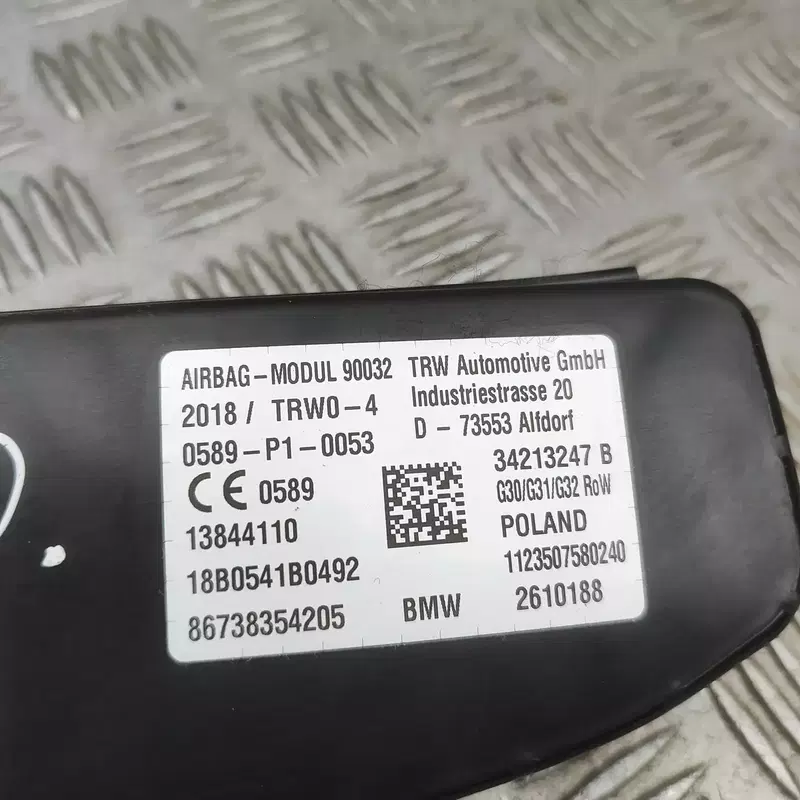 AIRBAG-MODUL 90032
2018 / TRW0-4
0589-P1-0053
CE 0589
13844110
18B0541B0492
86738354205
TRW Automotive GmbH
Industriestrasse 20
D - 73553 Alfdorf
34213247 B
G30/G31/G32 RoW
POLAND
1123507580240
BMW 2610188